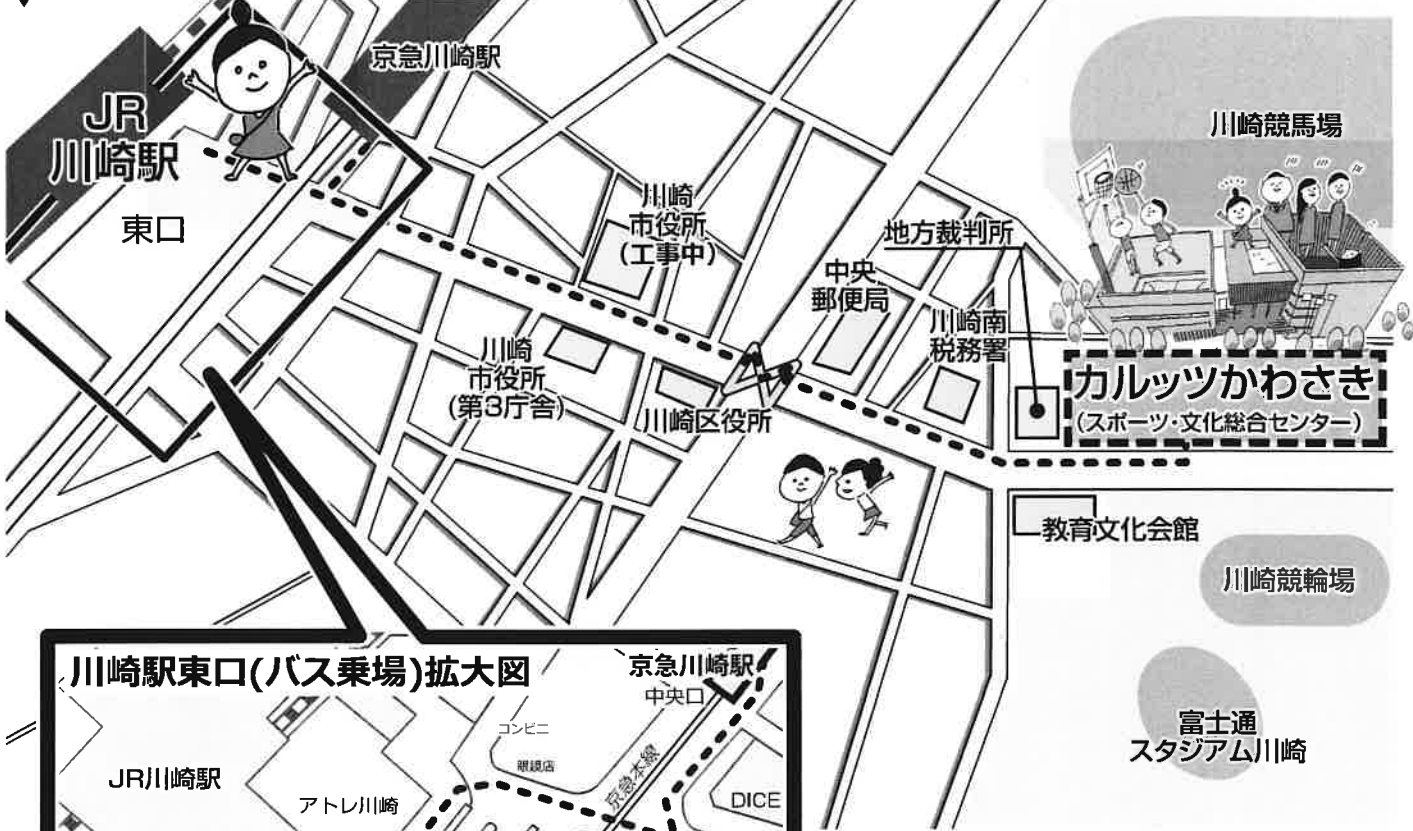 京急川崎駅
JR
川崎駅
東口
川崎競馬場
川崎
市役所
(工事中)
地方裁判所
中央
郵便局
川崎南
税務署
川崎
市役所
(第3庁舎)
川崎区役所
カルッツかわさき
(スポーツ・文化総合センター)
教育文化会館
川崎競輪場
富士通
スタジアム川崎
川崎駅東口(バス乗場)拡大図
京急川崎駅
中央口
コンビニ
眼鏡店
京急本線
JR川崎駅
アトレ川崎
DICE